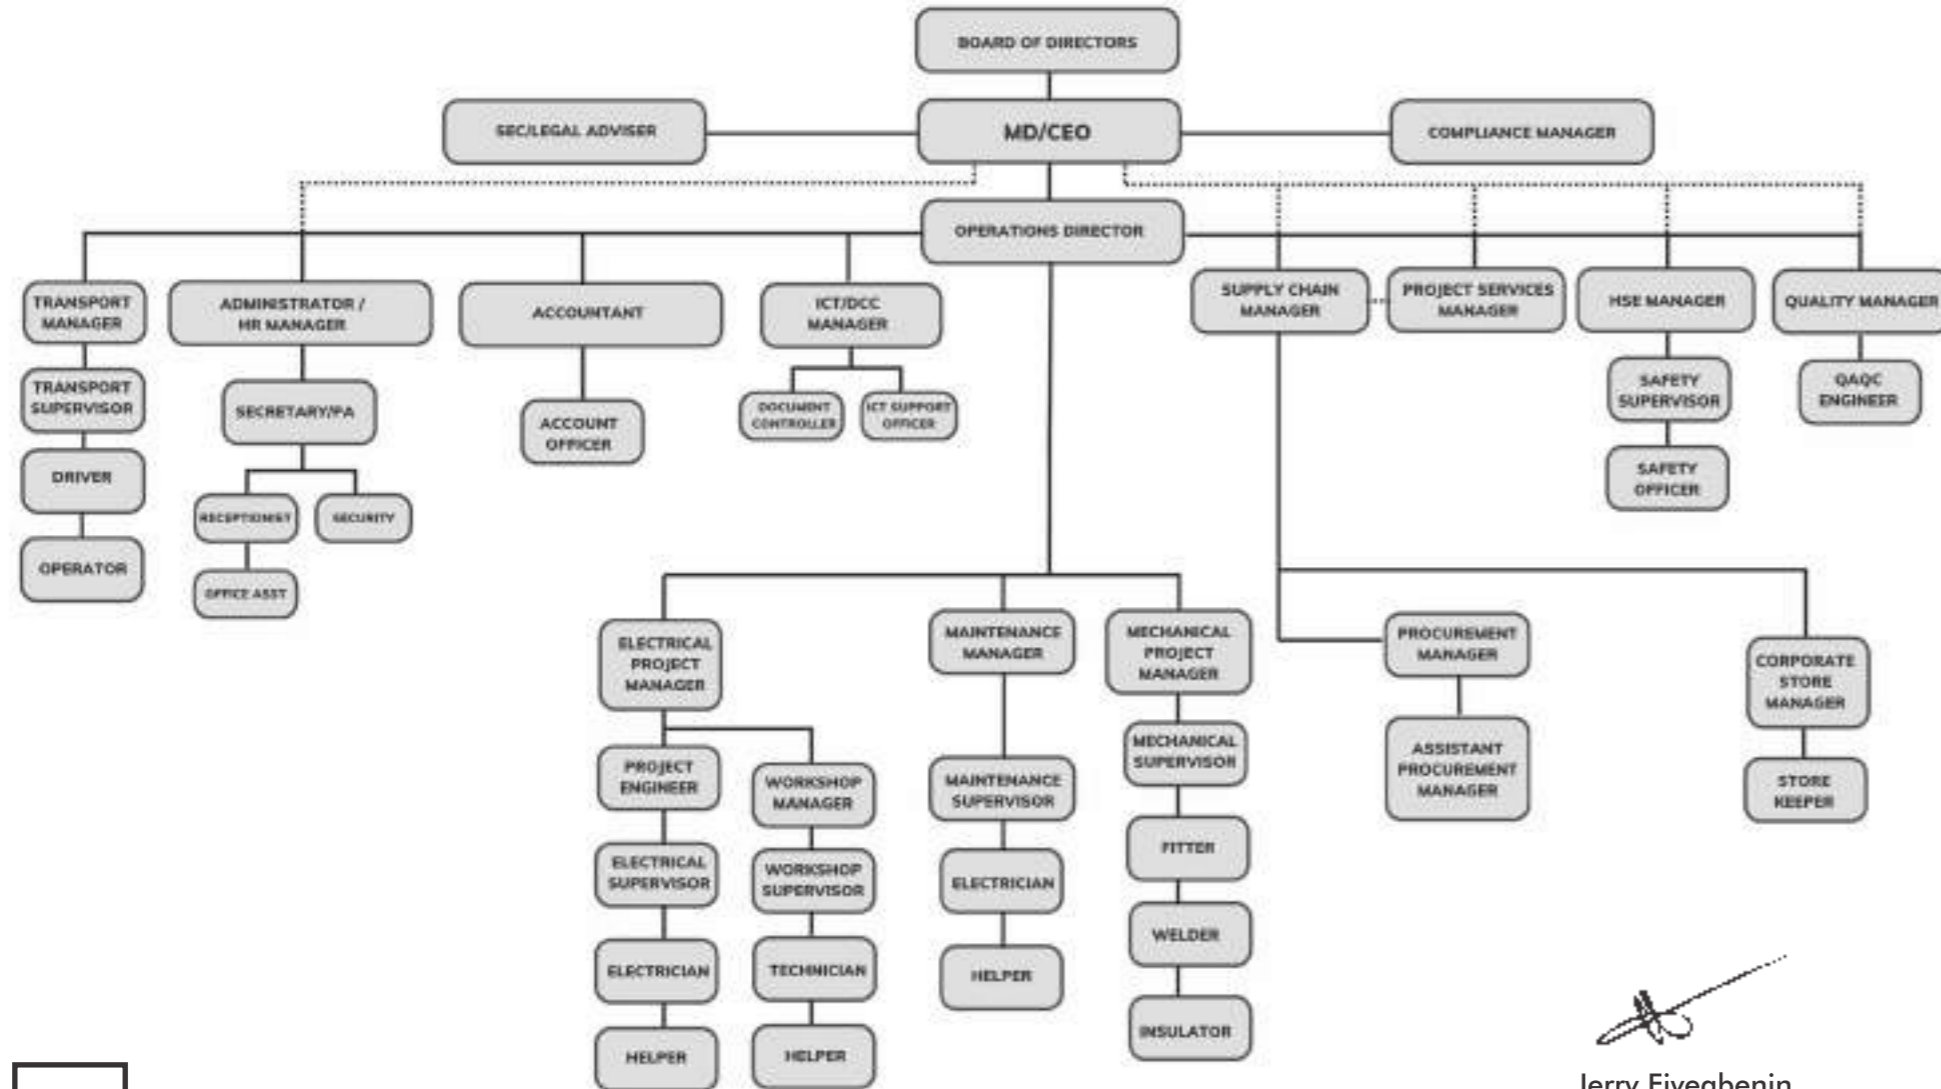 BOARD OF DIRECTORS
SEC/LEGAL ADVISER
MD/CEO
COMPLIANCE MANAGER
OPERATIONS DIRECTOR
TRANSPORT
MANAGER
ADMINISTRATOR /
HR MANAGER
ACCOUNTANT
ICT/DCC
MANAGER
SUPPLY CHAIN
MANAGER
PROJECT SERVICES
MANAGER
HSE MANAGER
QUALITY MANAGER
TRANSPORT
SUPERVISOR
SECRETARY/PA
ACCOUNT
OFFICER
DOCUMENT
CONTROLLER
ICT SUPPORT
OFFICER
SAFETY
SUPERVISOR
QAQC
ENGINEER
DRIVER
RECEPTIONIST
SECURITY
SAFETY
OFFICER
OPERATOR
OFFICE ASST
ELECTRICAL
PROJECT
MANAGER
MAINTENANCE
MANAGER
MECHANICAL
PROJECT
MANAGER
PROCUREMENT
MANAGER
CORPORATE
STORE
MANAGER
PROJECT
ENGINEER
WORKSHOP
MANAGER
MAINTENANCE
SUPERVISOR
MECHANICAL
SUPERVISOR
ASSISTANT
PROCUREMENT
MANAGER
STORE
KEEPER
ELECTRICAL
SUPERVISOR
WORKSHOP
SUPERVISOR
ELECTRICIAN
FITTER
ELECTRICIAN
TECHNICIAN
HELPER
WELDER
HELPER
HELPER
INSULATOR
Jerry Eiyegbenin